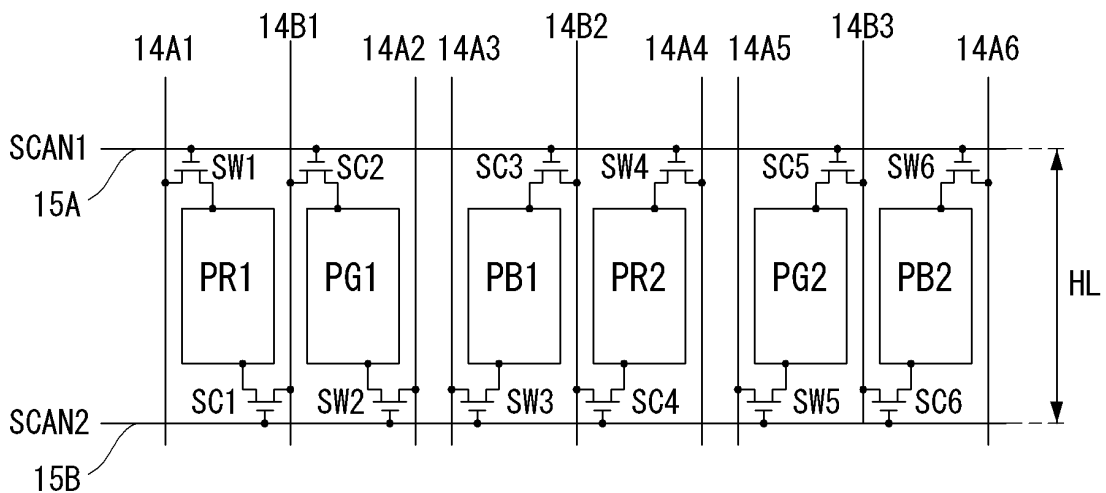 14A1 14B1 14A2 14A3 14B2 14A4 14A5 14B3 14A6
SCAN1 SW1 SC2 SC3 SW4 SC5 SW6
15A
PR1 PG1 PB1 PR2 PG2 PB2 HL
SC1 SW2 SW3 SC4 SW5 SC6
SCAN2
15B